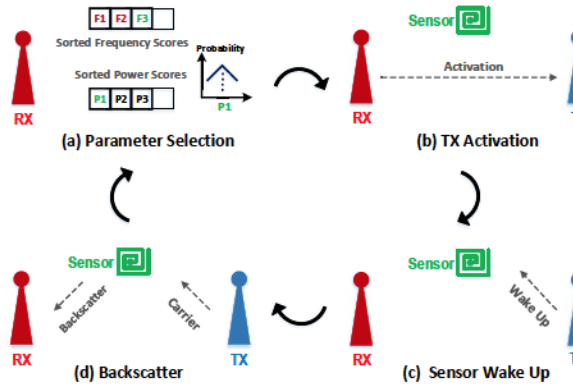 F1 F2 F3
Sorted Frequency Scores
Probability
Sorted Power Scores
P1 P2 P3
P1
RX
(a) Parameter Selection
Sensor
Activation
RX
T
(b) TX Activation
Sensor
Backscatter
Carrier
RX
TX
(d) Backscatter
Sensor
Wake Up
RX
T
(c) Sensor Wake Up